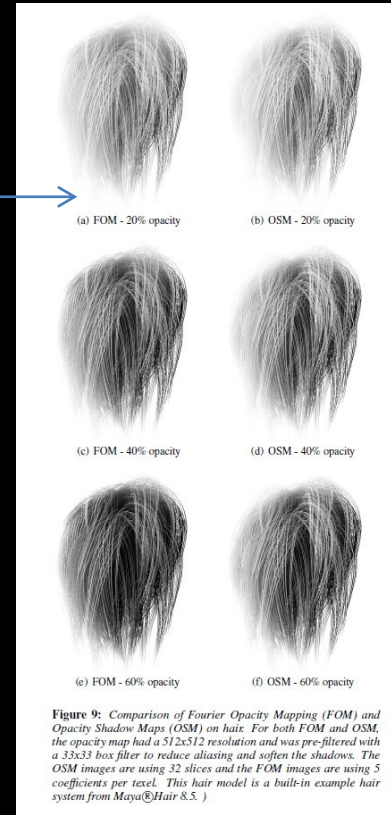 (a) FOM - 20% opacity
(b) OSM - 20% opacity
(c) FOM - 40% opacity
(d) OSM - 40% opacity
(e) FOM - 60% opacity
(f) OSM - 60% opacity
Figure 9: Comparison of Fourier Opacity Mapping (FOM) and
Opacity Shadow Maps (OSM) on hair. For both FOM and OSM,
the opacity map had a 512x512 resolution and was pre-filtered with
a 33x33 box filter to reduce aliasing and soften the shadows. The
OSM images are using 32 slices and the FOM images are using 5
coefficients per texel. This hair model is a built-in example hair
system from Maya®Hair 8.5. )